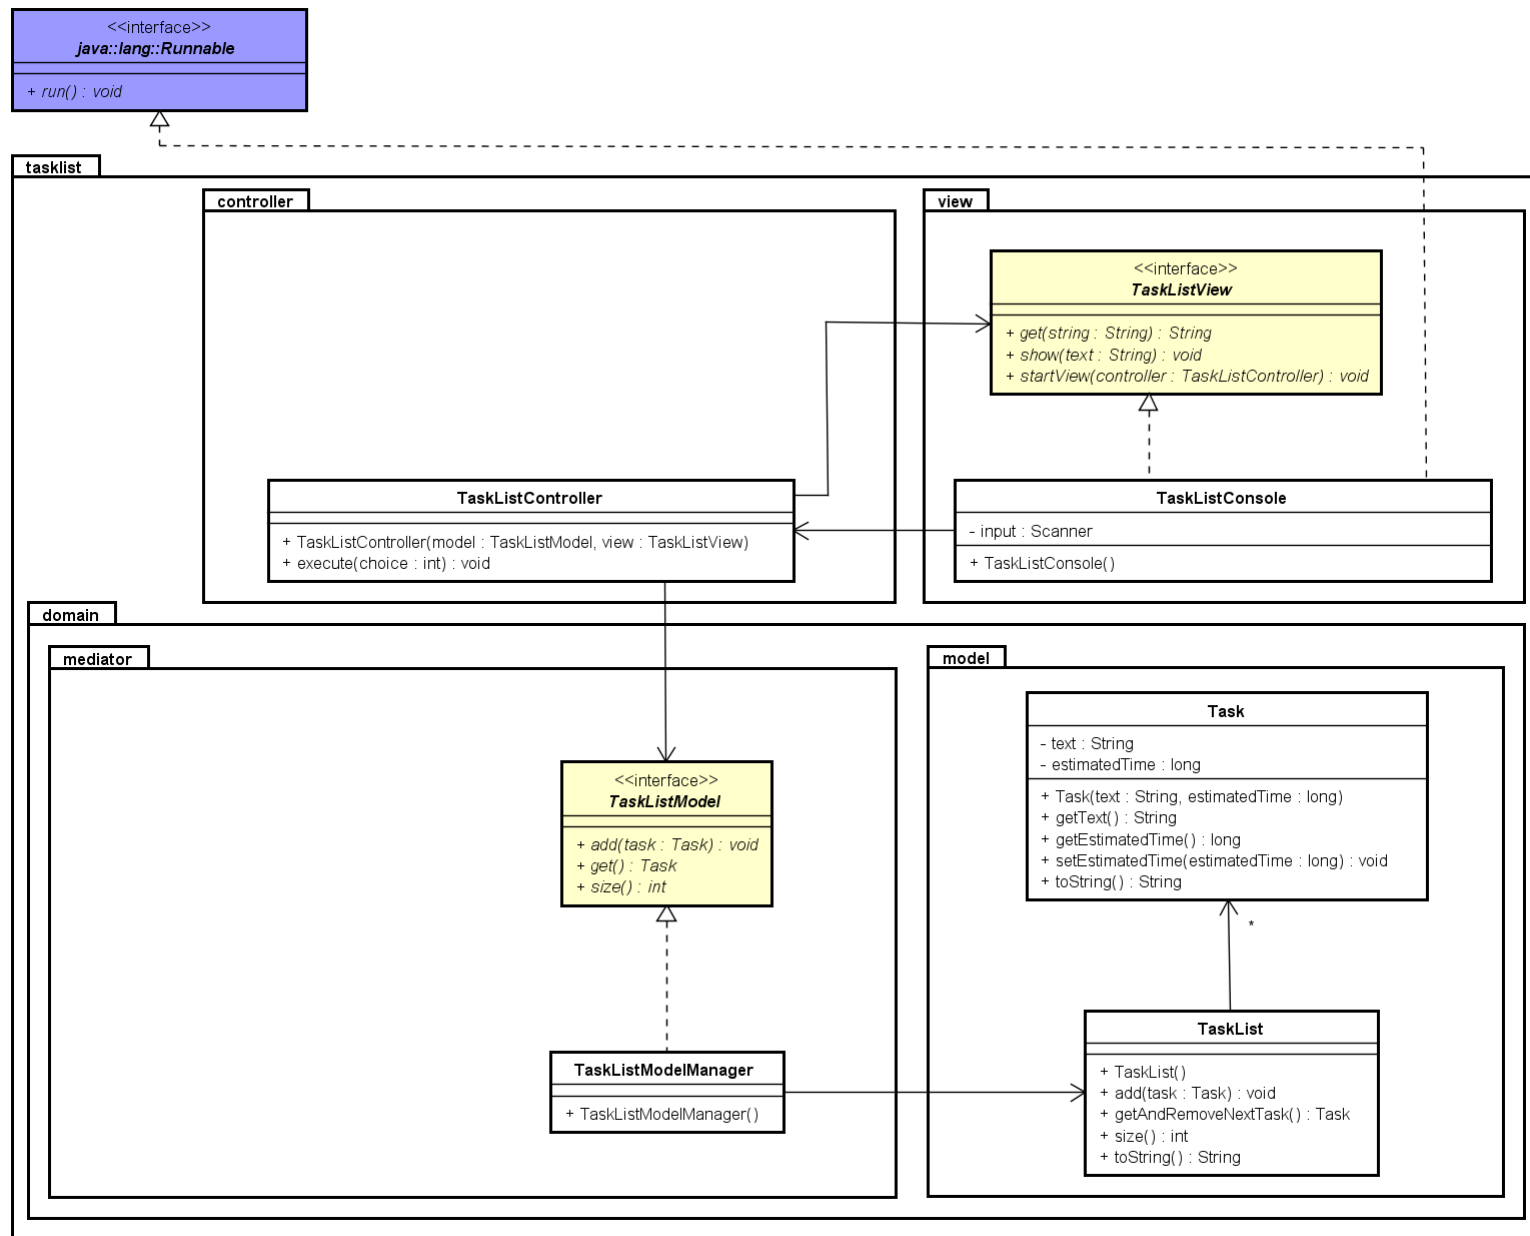 <<interface>>
java::lang::Runnable
+ run() : void
tasklist
controller
view
<<interface>>
TaskListView
+ get(string : String) : String
+ show(text : String) : void
+ startView(controller : TaskListController) : void
TaskListController
+ TaskListController(model : TaskListModel, view : TaskListView)
+ execute(choice : int) : void
TaskListConsole
- input : Scanner
+ TaskListConsole()
domain
mediator
model
Task
- text : String
- estimatedTime : long
+ Task(text : String, estimatedTime : long)
+ getText() : String
+ getEstimatedTime() : long
+ setEstimatedTime(estimatedTime : long) : void
+ toString() : String
<<interface>>
TaskListModel
+ add(task : Task) : void
+ get() : Task
+ size() : int
*
TaskListModelManager
+ TaskListModelManager()
TaskList
+ TaskList()
+ add(task : Task) : void
+ getAndRemoveNextTask() : Task
+ size() : int
+ toString() : String